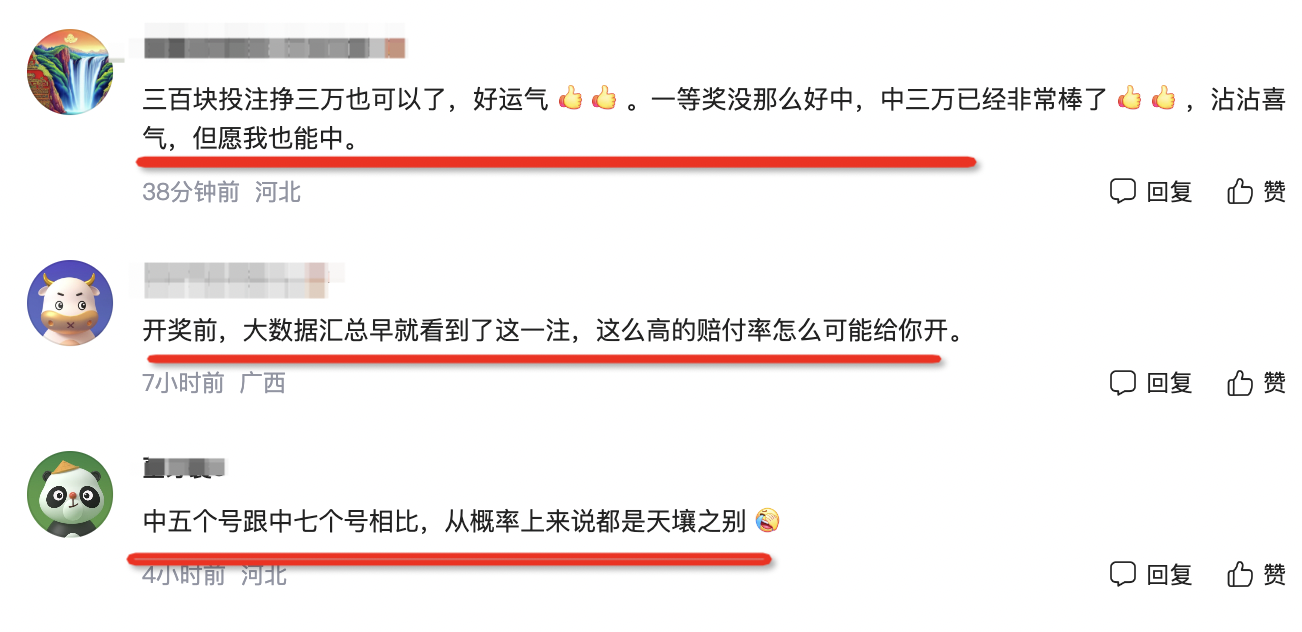 三百块投注挣三万也可以了，好运气👍👍。一等奖没那么好中，中三万已经非常棒了👍👍，沾沾喜
气，但愿我也能中。
38分钟前 河北 回复 赞
开奖前，大数据汇总早就看到了这一注，这么高的赔付率怎么可能给你开。
7小时前 广西 回复 赞
中五个号跟中七个号相比，从概率上来说都是天壤之别🤣
4小时前 河北 回复 赞